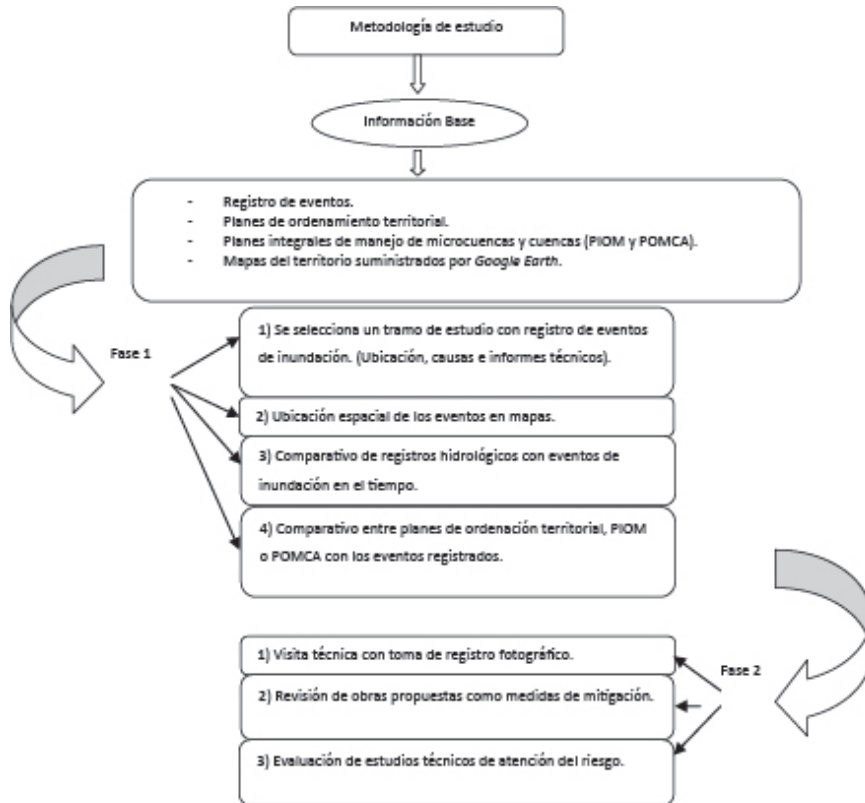 Metodología de estudio
Información Base
- Registro de eventos.
- Planes de ordenamiento territorial.
- Planes integrales de manejo de microcuencas y cuencas (PIOM y POMCA).
- Mapas del territorio suministrados por Google Earth.
Fase 1
1) Se selecciona un tramo de estudio con registro de eventos
de inundación. (Ubicación, causas e informes técnicos).
2) Ubicación espacial de los eventos en mapas.
3) Comparativo de registros hidrológicos con eventos de
inundación en el tiempo.
4) Comparativo entre planes de ordenación territorial, PIOM
o POMCA con los eventos registrados.
Fase 2
1) Visita técnica con toma de registro fotográfico.
2) Revisión de obras propuestas como medidas de mitigación.
3) Evaluación de estudios técnicos de atención del riesgo.